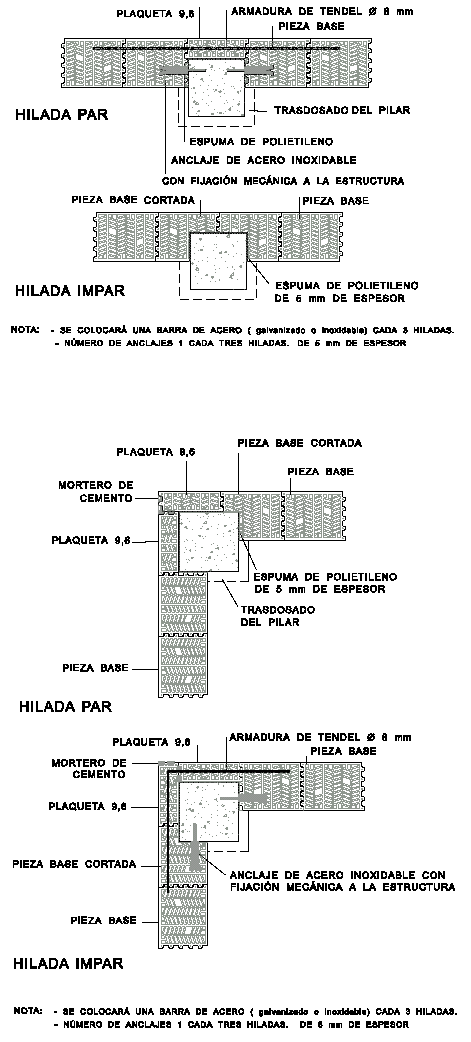 PLAQUETA 9,6
ARMADURA DE TENDEL Ø 6 mm
PIEZA BASE
HILADA PAR
TRASDOSADO DEL PILAR
ESPUMA DE POLIETILENO
ANCLAJE DE ACERO INOXIDABLE
CON FIJACIÓN MECÁNICA A LA ESTRUCTURA
PIEZA BASE CORTADA
PIEZA BASE
HILADA IMPAR
ESPUMA DE POLIETILENO
DE 5 mm DE ESPESOR
NOTA: - SE COLOCARÁ UNA BARRA DE ACERO ( galvanizado o inoxidable) CADA 3 HILADAS.
- NÚMERO DE ANCLAJES 1 CADA TRES HILADAS. DE 5 mm DE ESPESOR
PLAQUETA 9,6
PIEZA BASE CORTADA
PIEZA BASE
MORTERO DE
CEMENTO
PLAQUETA 9,6
ESPUMA DE POLIETILENO
DE 5 mm DE ESPESOR
TRASDOSADO
DEL PILAR
PIEZA BASE
HILADA PAR
PLAQUETA 9,6
ARMADURA DE TENDEL Ø 6 mm
PIEZA BASE
MORTERO DE
CEMENTO
PLAQUETA 9,6
PIEZA BASE CORTADA
ANCLAJE DE ACERO INOXIDABLE CON
FIJACIÓN MECÁNICA A LA ESTRUCTURA
PIEZA BASE
HILADA IMPAR
NOTA: - SE COLOCARÁ UNA BARRA DE ACERO ( galvanizado o inoxidable) CADA 3 HILADAS.
- NÚMERO DE ANCLAJES 1 CADA TRES HILADAS. DE 5 mm DE ESPESOR